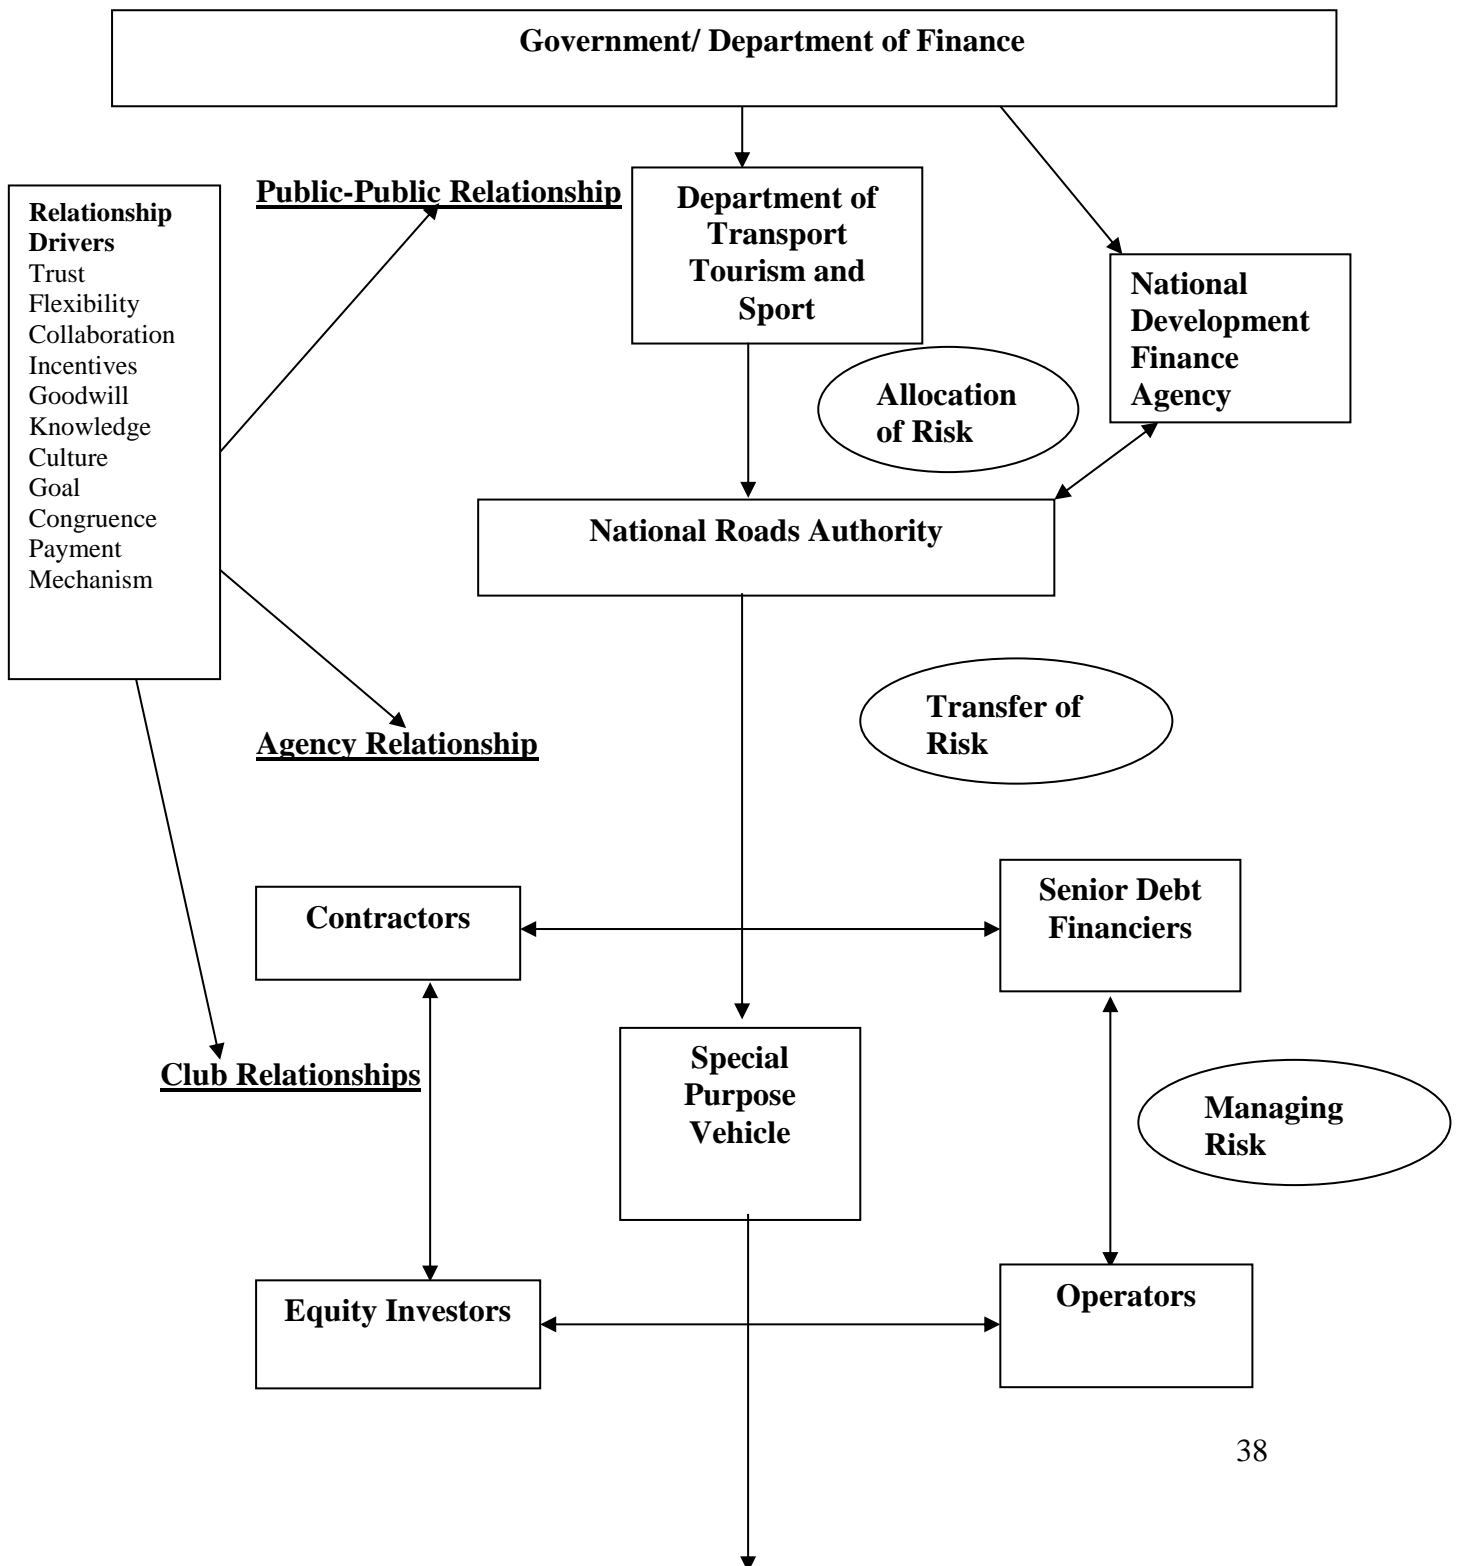 Government/ Department of Finance
Public-Public Relationship
Department of
Transport
Tourism and
Sport
Relationship
Drivers
Trust
Flexibility
Collaboration
Incentives
Goodwill
Knowledge
Culture
Goal
Congruence
Payment
Mechanism
National
Development
Finance
Agency
Allocation
of Risk
National Roads Authority
Transfer of
Risk
Agency Relationship
Contractors
Senior Debt
Financiers
Club Relationships
Special
Purpose
Vehicle
Managing
Risk
Equity Investors
Operators
38